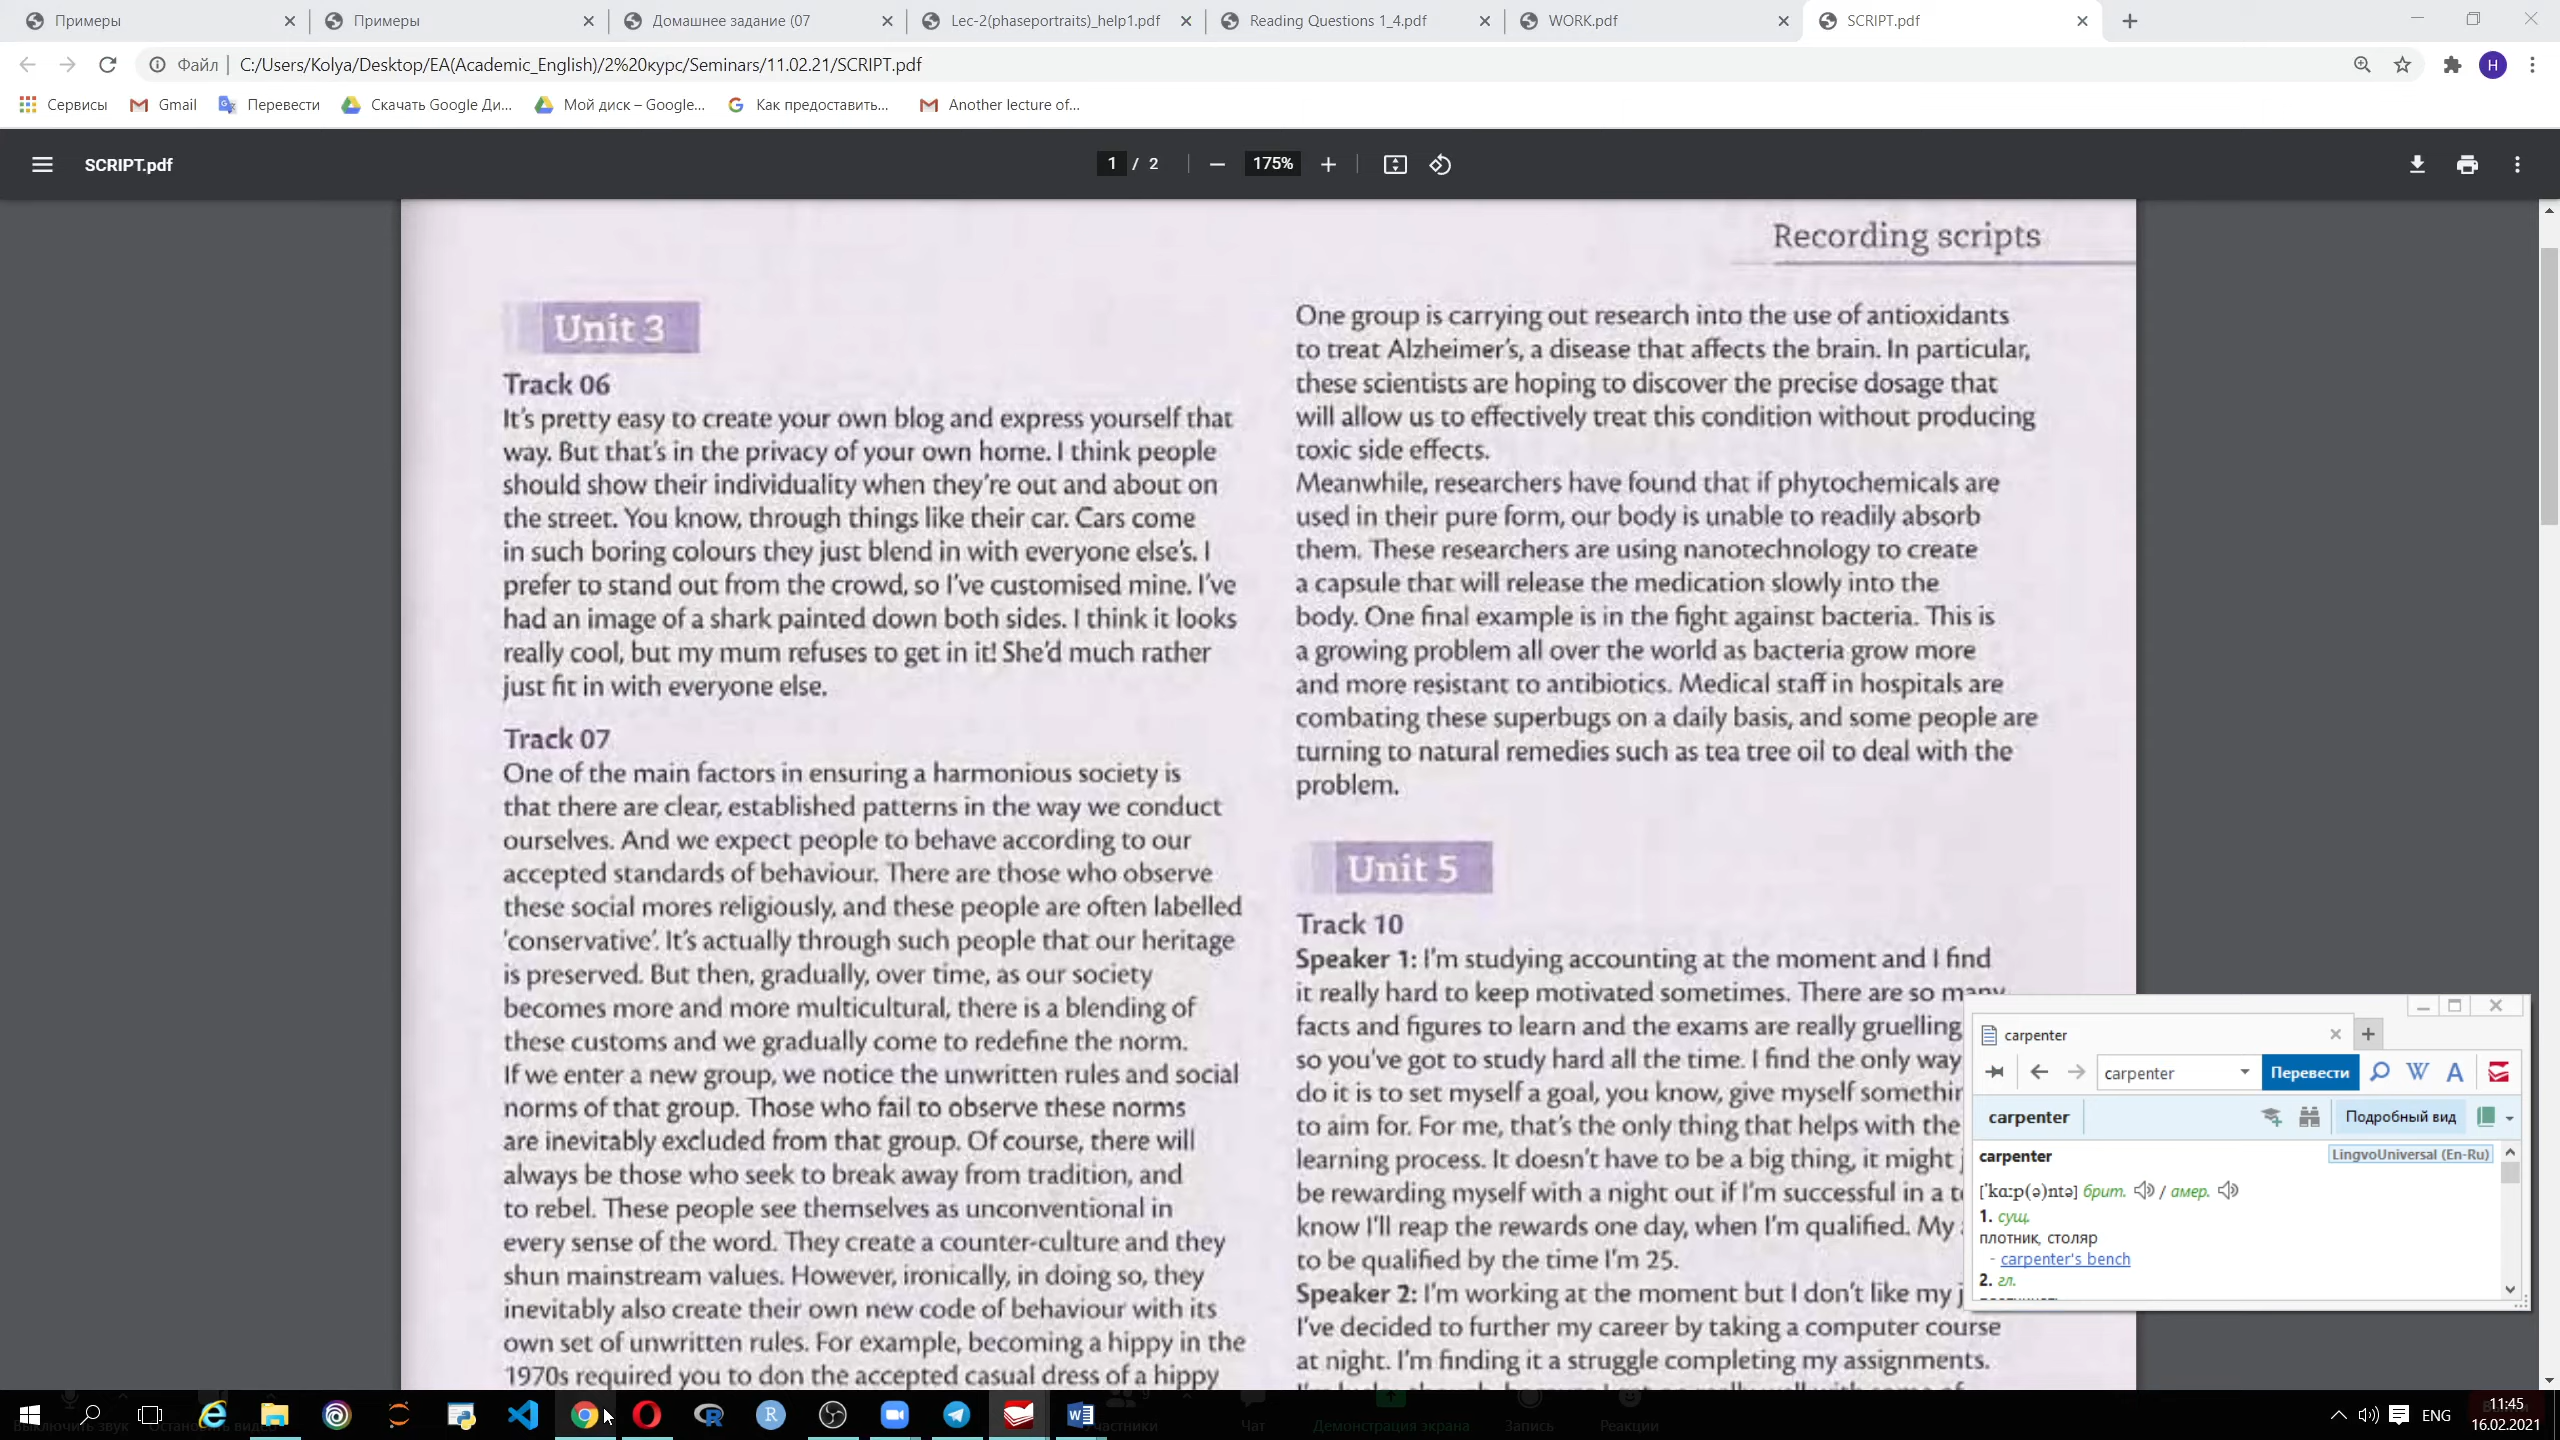 Примеры
Примеры
Домашнее задание (07
Lec-2(phaseportraits)_help1.pdf
Reading Questions 1_4.pdf
WORK.pdf
SCRIPT.pdf
Файл
C:/Users/Kolya/Desktop/EA(Academic_English)/2%20курс/Seminars/11.02.21/SCRIPT.pdf
H
Сервисы
Gmail
Перевести
Скачать Google Ди...
Мой диск – Google...
Как предоставить...
Another lecture of...
SCRIPT.pdf
1 / 2
175%
Recording scripts
Unit 3
Track 06
It's pretty easy to create your own blog and express yourself that
way. But that's in the privacy of your own home. I think people
should show their individuality when they're out and about on
the street. You know, through things like their car. Cars come
in such boring colours they just blend in with everyone else's. I
prefer to stand out from the crowd, so I've customised mine. I've
had an image of a shark painted down both sides. I think it looks
really cool, but my mum refuses to get in it! She'd much rather
just fit in with everyone else.
Track 07
One of the main factors in ensuring a harmonious society is
that there are clear, established patterns in the way we conduct
ourselves. And we expect people to behave according to our
accepted standards of behaviour. There are those who observe
these social mores religiously, and these people are often labelled
'conservative'. It's actually through such people that our heritage
is preserved. But then, gradually, over time, as our society
becomes more and more multicultural, there is a blending of
these customs and we gradually come to redefine the norm.
If we enter a new group, we notice the unwritten rules and social
norms of that group. Those who fail to observe these norms
are inevitably excluded from that group. Of course, there will
always be those who seek to break away from tradition, and
to rebel. These people see themselves as unconventional in
every sense of the word. They create a counter-culture and they
shun mainstream values. However, ironically, in doing so, they
inevitably also create their own new code of behaviour with its
own set of unwritten rules. For example, becoming a hippy in the
1970s required you to don the accepted casual dress of a hippy
One group is carrying out research into the use of antioxidants
to treat Alzheimer's, a disease that affects the brain. In particular,
these scientists are hoping to discover the precise dosage that
will allow us to effectively treat this condition without producing
toxic side effects.
Meanwhile, researchers have found that if phytochemicals are
used in their pure form, our body is unable to readily absorb
them. These researchers are using nanotechnology to create
a capsule that will release the medication slowly into the
body. One final example is in the fight against bacteria. This is
a growing problem all over the world as bacteria grow more
and more resistant to antibiotics. Medical staff in hospitals are
combating these superbugs on a daily basis, and some people are
turning to natural remedies such as tea tree oil to deal with the
problem.
Unit 5
Track 10
Speaker 1: I'm studying accounting at the moment and I find
it really hard to keep motivated sometimes. There are so many
facts and figures to learn and the exams are really gruelling
so you've got to study hard all the time. I find the only way
do it is to set myself a goal, you know, give myself somethin
to aim for. For me, that's the only thing that helps with the
learning process. It doesn't have to be a big thing, it might
be rewarding myself with a night out if I'm successful in a t
know I'll reap the rewards one day, when I'm qualified. My
to be qualified by the time I'm 25.
Speaker 2: I'm working at the moment but I don't like my
I've decided to further my career by taking a computer course
at night. I'm finding it a struggle completing my assignments.
carpenter
carpenter
Перевести
carpenter
Подробный вид
carpenter
LingvoUniversal (En-Ru)
['kɑːp(ə)ntə] брит. / амер.
1. сущ.
плотник, столяр
- carpenter's bench
2. гл.
Чат
Демонстрация экрана
Запись
Реакции
ENG
11:45
16.02.2021